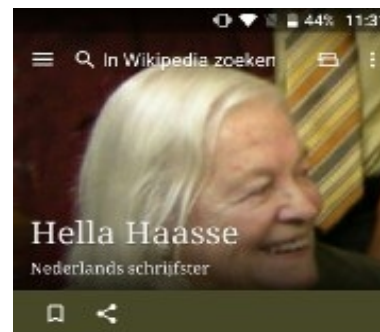 44% 11:3
In Wikipedia zoeken
Hella Haasse
Nederlands schrijfster